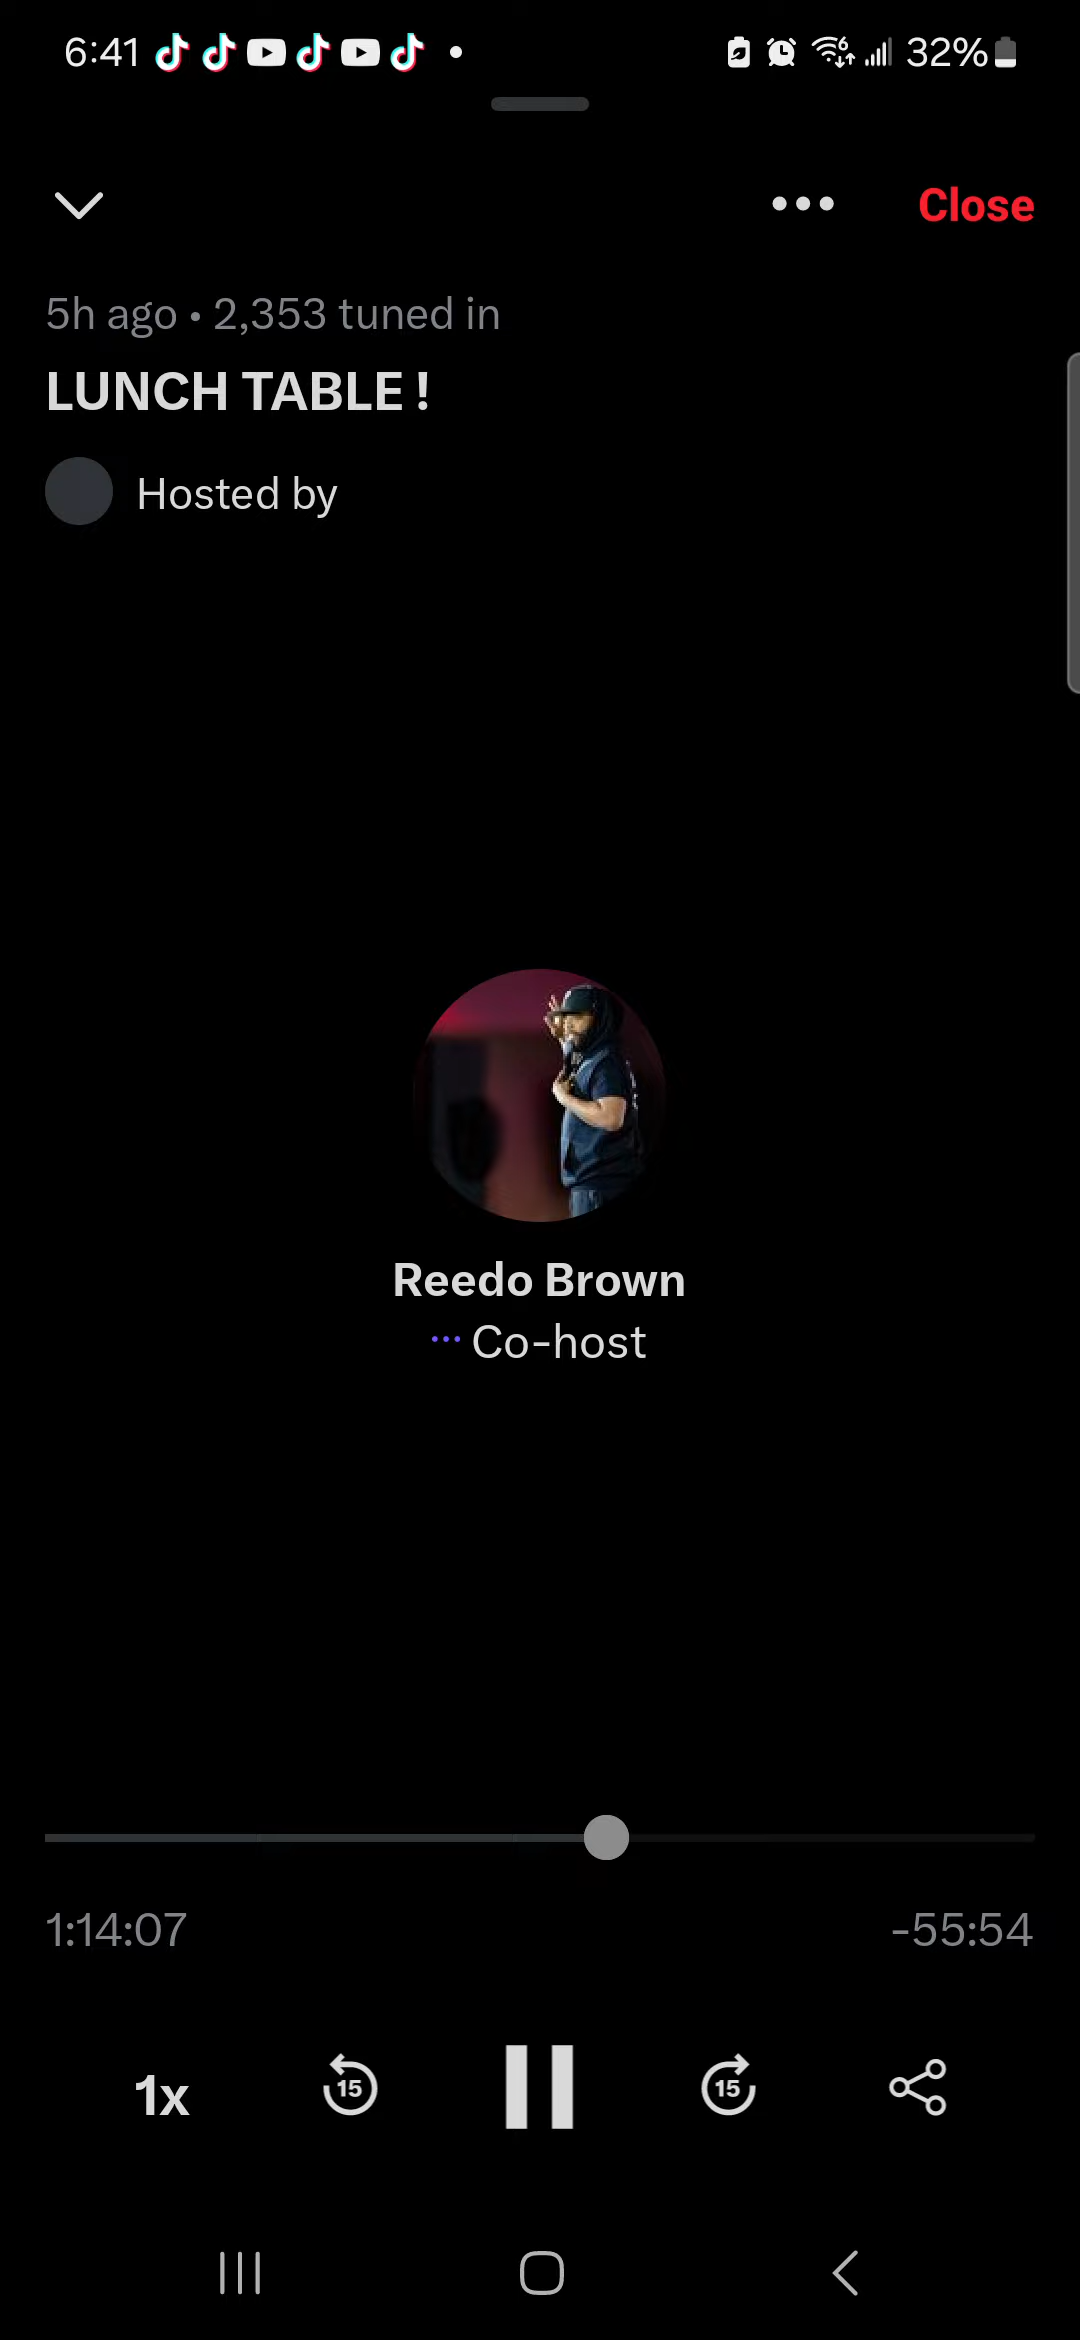 6:41 32%
Close
5h ago • 2,353 tuned in
LUNCH TABLE !
Hosted by
Reedo Brown
Co-host
1:14:07 -55:54
1x 15 15